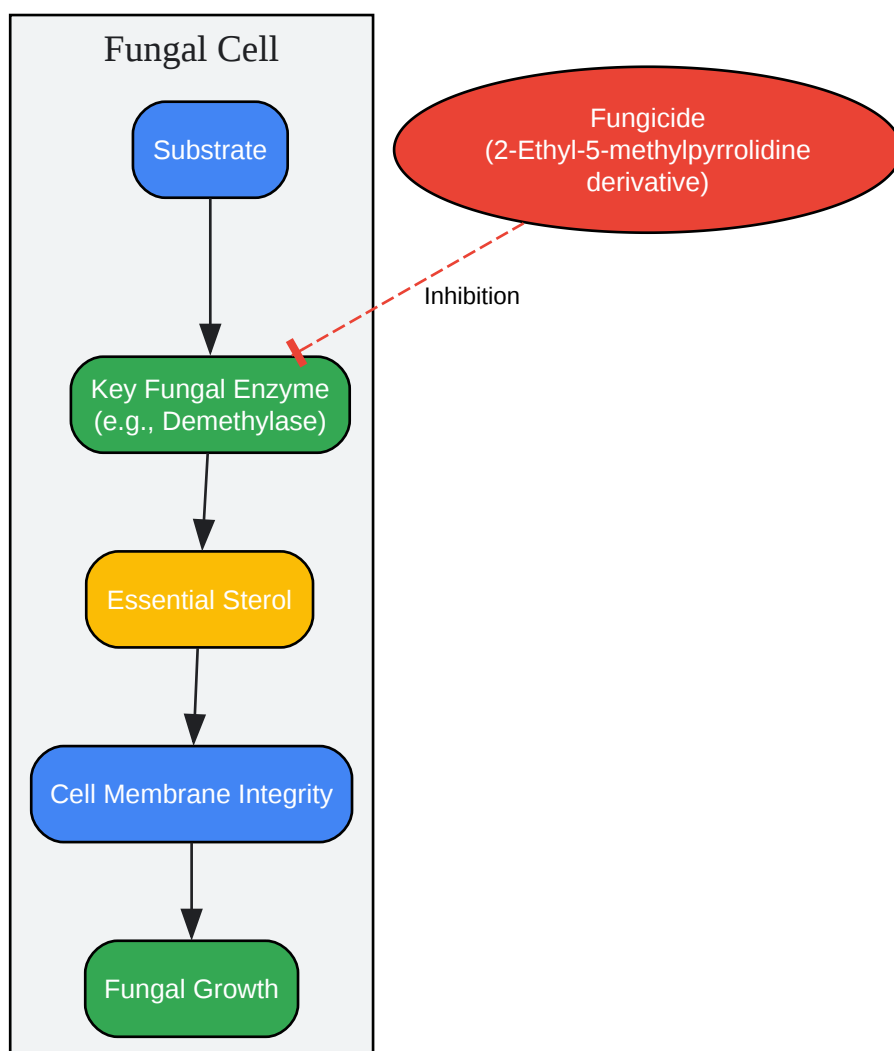 Fungal Cell
Substrate
Fungicide
(2-Ethyl-5-methylpyrrolidine
derivative)
Inhibition
Key Fungal Enzyme
(e.g., Demethylase)
Essential Sterol
Cell Membrane Integrity
Fungal Growth